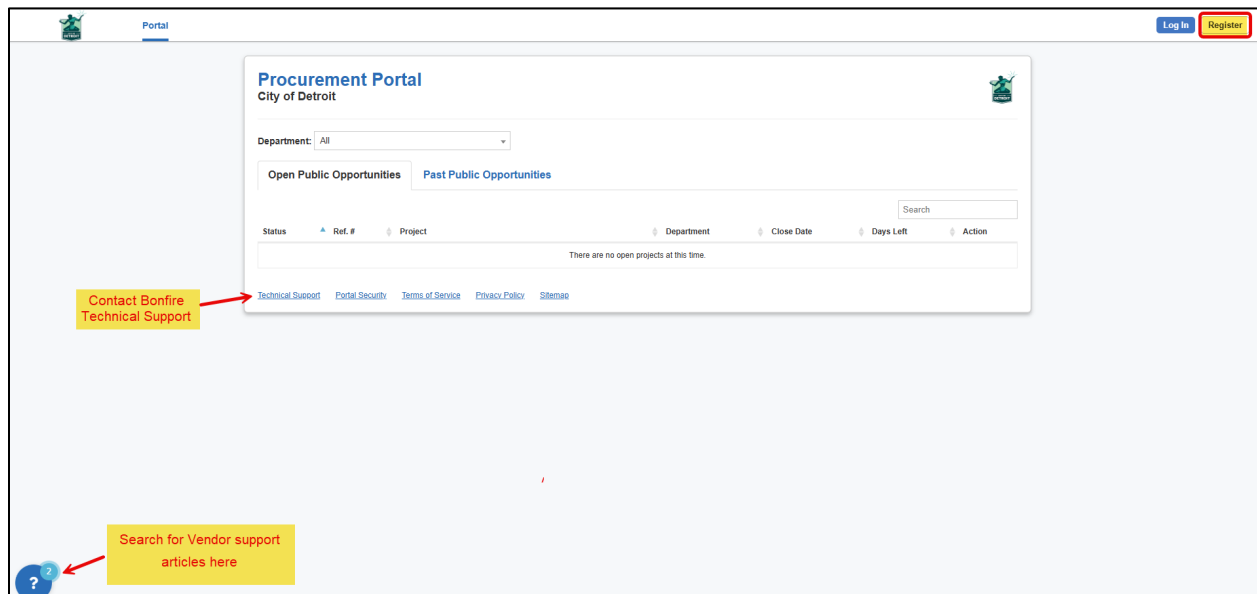 Portal
Log In
Register
Procurement Portal
City of Detroit
DETROIT
Department: All
Open Public Opportunities
Past Public Opportunities
Search
Status Ref. # Project Department Close Date Days Left Action
There are no open projects at this time.
Technical Support Portal Security Terms of Service Privacy Policy Sitemap
Contact Bonfire
Technical Support
Search for Vendor support
articles here
2
?